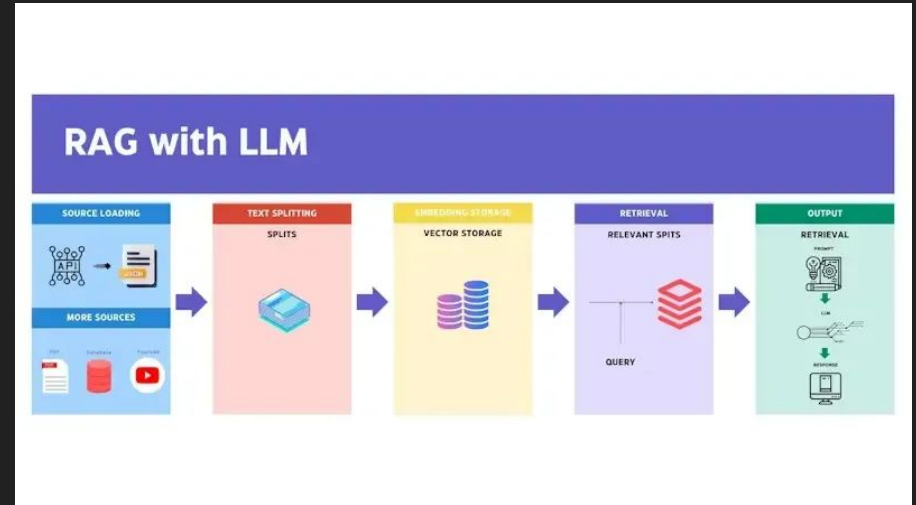 RAG with LLM
SOURCE LOADING
API
JSON
MORE SOURCES
PDF
Database
Youtube
TEXT SPLITTING
SPLITS
EMBEDDING STORAGE
VECTOR STORAGE
RETRIEVAL
RELEVANT SPITS
QUERY
OUTPUT
RETRIEVAL
PROMPT
LLM
RESPONSE